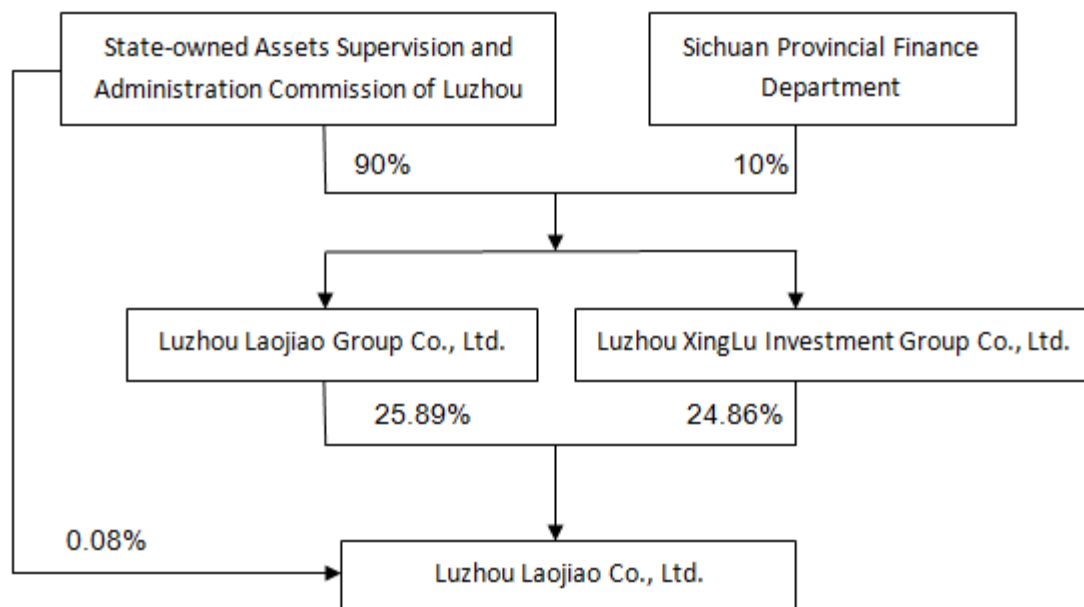 State-owned Assets Supervision and
Administration Commission of Luzhou
Sichuan Provincial Finance
Department
90%
10%
Luzhou Laojiao Group Co., Ltd.
Luzhou XingLu Investment Group Co., Ltd.
25.89%
24.86%
0.08%
Luzhou Laojiao Co., Ltd.